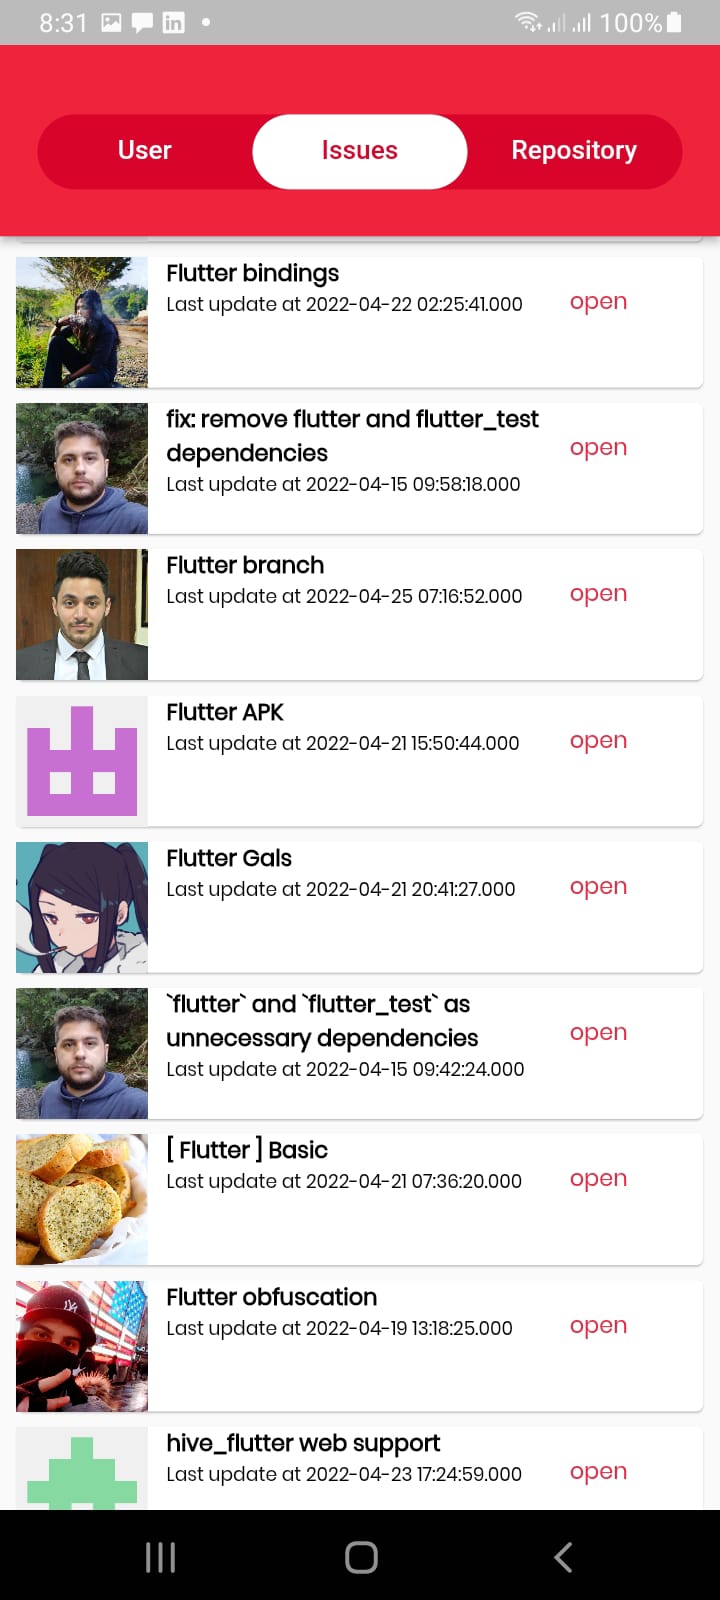 8:31
100%
User
Issues
Repository
Flutter bindings
Last update at 2022-04-22 02:25:41.000
open
fix: remove flutter and flutter_test
dependencies
Last update at 2022-04-15 09:58:18.000
open
Flutter branch
Last update at 2022-04-25 07:16:52.000
open
Flutter APK
Last update at 2022-04-21 15:50:44.000
open
Flutter Gals
Last update at 2022-04-21 20:41:27.000
open
`flutter` and `flutter_test` as
unnecessary dependencies
Last update at 2022-04-15 09:42:24.000
open
[ Flutter ] Basic
Last update at 2022-04-21 07:36:20.000
open
Flutter obfuscation
Last update at 2022-04-19 13:18:25.000
open
hive_flutter web support
Last update at 2022-04-23 17:24:59.000
open